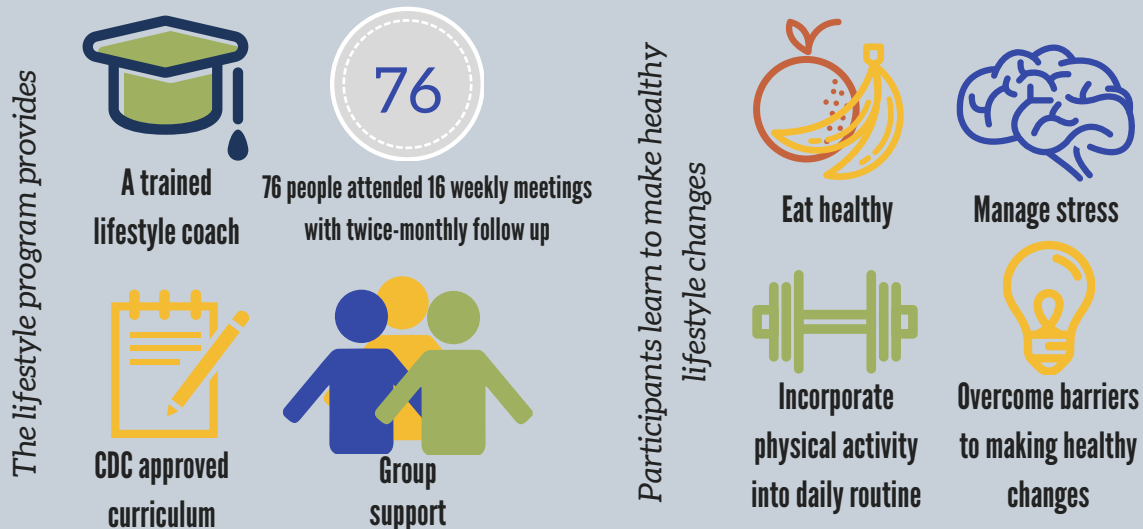 The lifestyle program provides
A trained
lifestyle coach
76
76 people attended 16 weekly meetings
with twice-monthly follow up
CDC approved
curriculum
Group
support
Participants learn to make healthy
lifestyle changes
Eat healthy
Manage stress
Incorporate
physical activity
into daily routine
Overcome barriers
to making healthy
changes